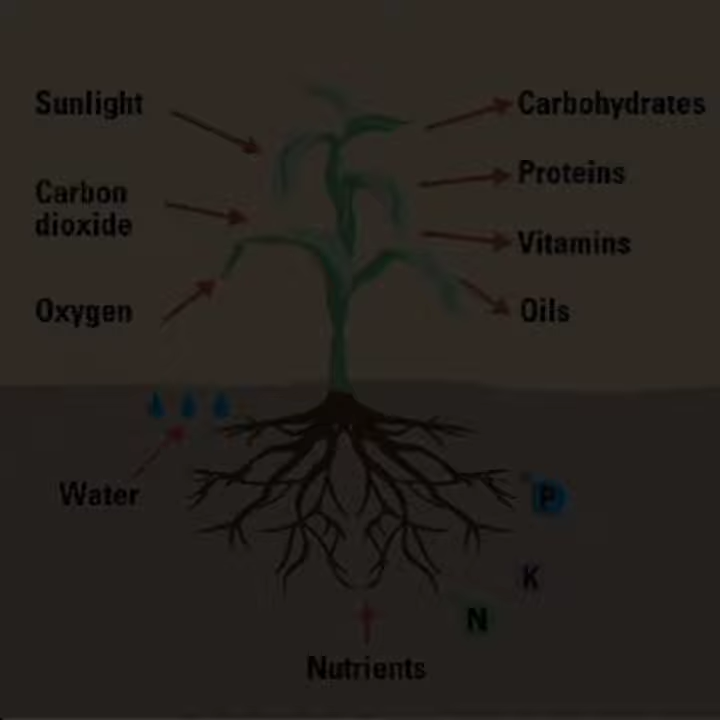 Sunlight
Carbohydrates
Carbon
dioxide
Proteins
Vitamins
Oxygen
Oils
Water
P
K
N
Nutrients